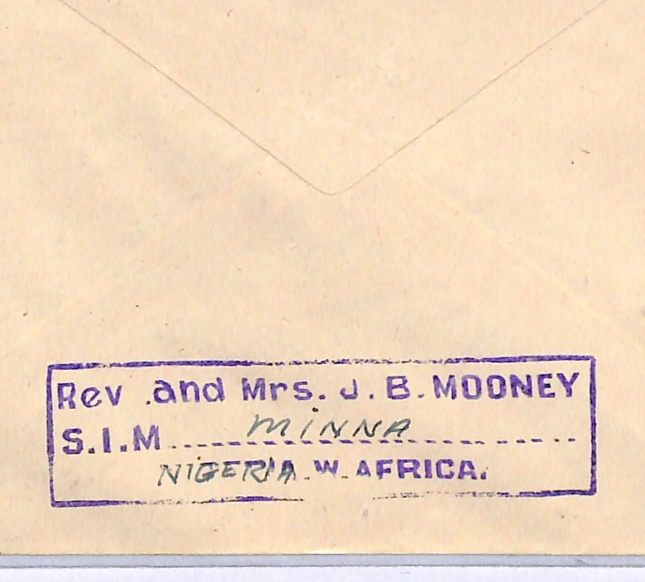 Rev. and Mrs. J. B. MOONEY
S.I.M. MINNA
NIGERIA W. AFRICA.